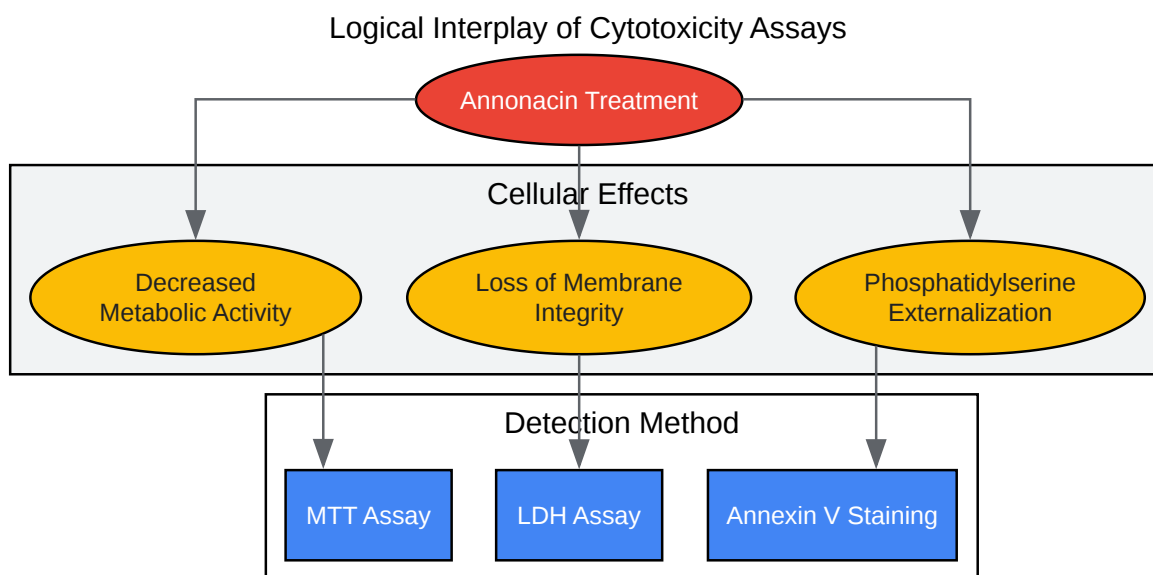 Logical Interplay of Cytotoxicity Assays
Annonacin Treatment
Cellular Effects
Decreased
Metabolic Activity
Loss of Membrane
Integrity
Phosphatidylserine
Externalization
Detection Method
MTT Assay
LDH Assay
Annexin V Staining